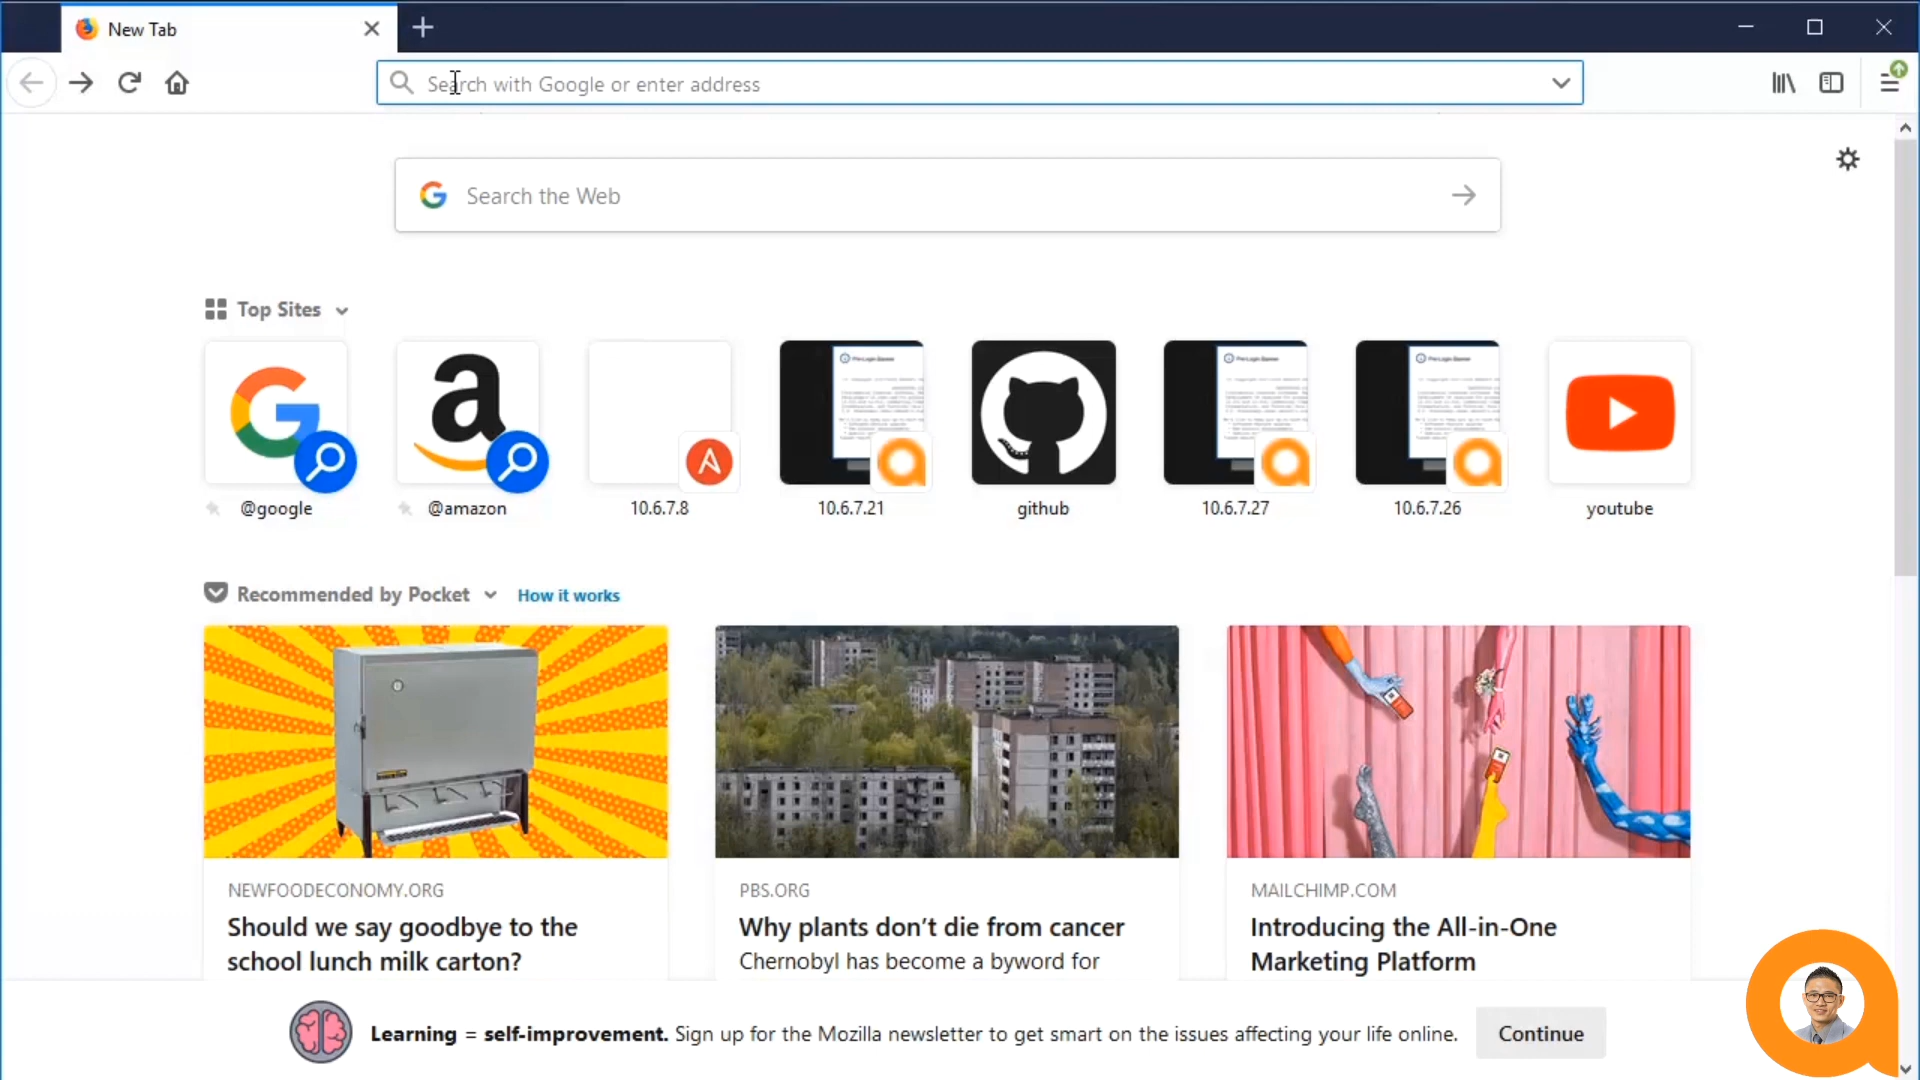 New Tab
Search with Google or enter address
Search the Web
Top Sites
@google
@amazon
10.6.7.8
10.6.7.21
github
10.6.7.27
10.6.7.26
youtube
Recommended by Pocket
How it works
NEWFOODECONOMY.ORG
Should we say goodbye to the
school lunch milk carton?
PBS.ORG
Why plants don’t die from cancer
Chernobyl has become a byword for
MAILCHIMP.COM
Introducing the All-in-One
Marketing Platform
Learning = self-improvement. Sign up for the Mozilla newsletter to get smart on the issues affecting your life online.
Continue